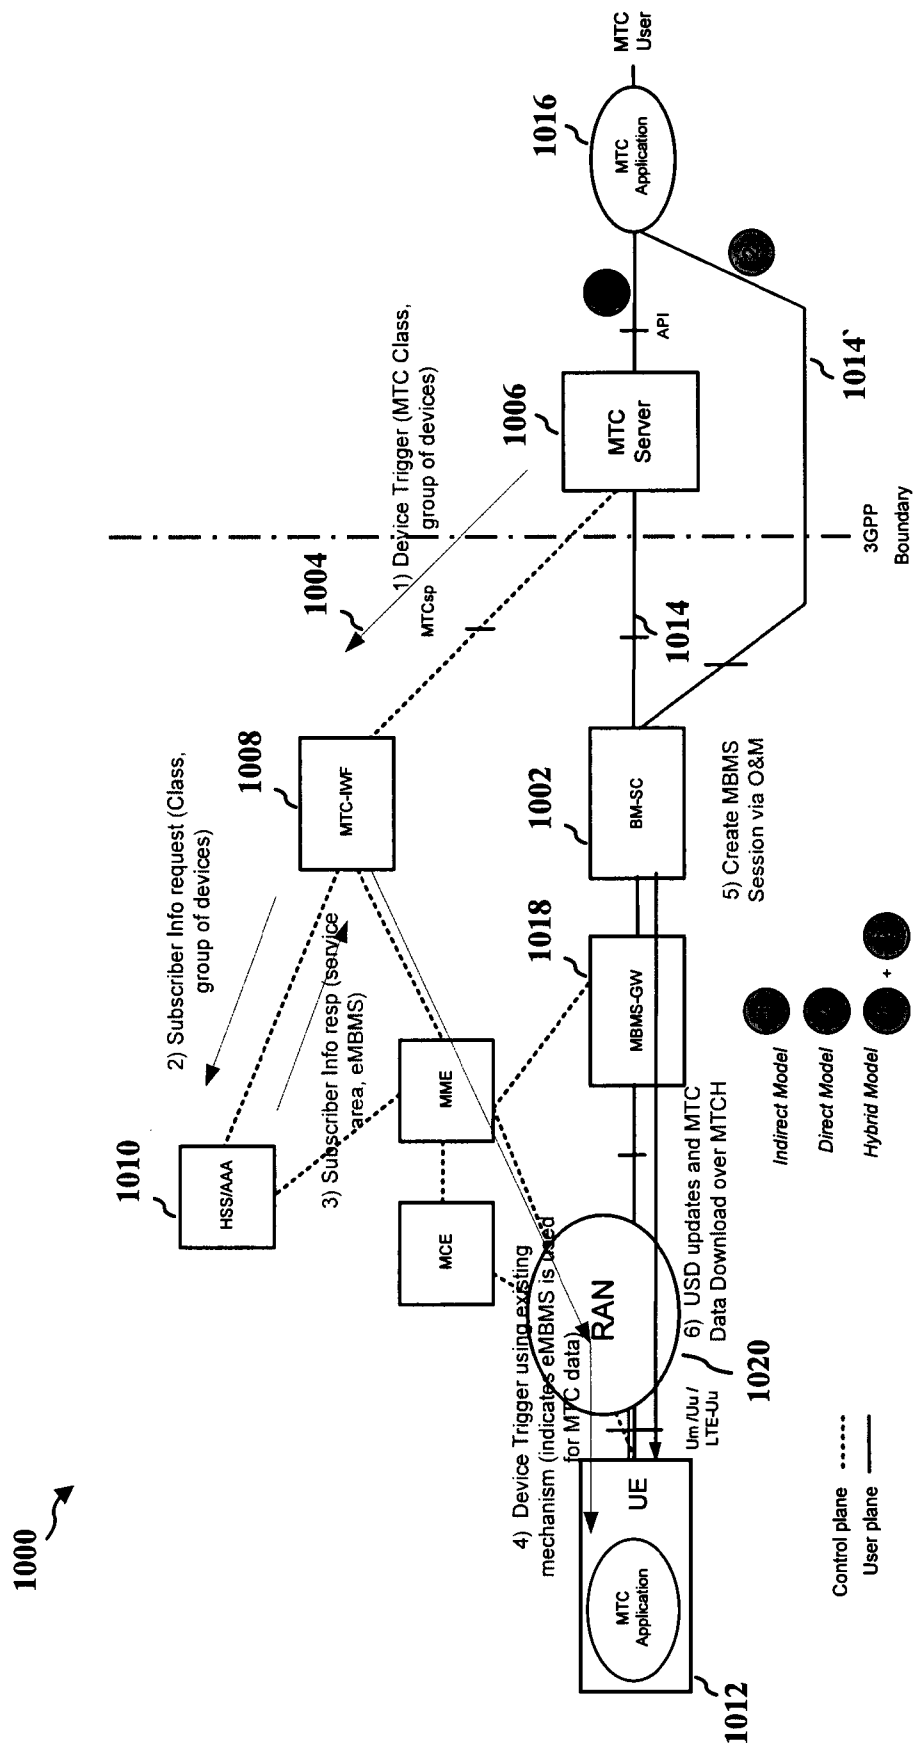 1000
1010
HSS/AAA
2) Subscriber Info request (Class,
group of devices)
3) Subscriber Info resp (service
area, eMBMS)
1008
MTC-IWF
1004
MTCsp
1) Device Trigger (MTC Class,
group of devices)
MCE
MME
4) Device Trigger using existing
mechanism (indicates eMBMS is used
for MTC data)
1012
MTC
Application
UE
Um /Uu /
LTE-Uu
RAN
1020
6) USD updates and MTC
Data Download over MTCH
1018
MBMS-GW
1002
BM-SC
5) Create MBMS
Session via O&M
1014
1006
MTC
Server
API
1016
MTC
Application
MTC
User
1014`
3GPP
Boundary
Control plane
User plane
Indirect Model
Direct Model
Hybrid Model
+